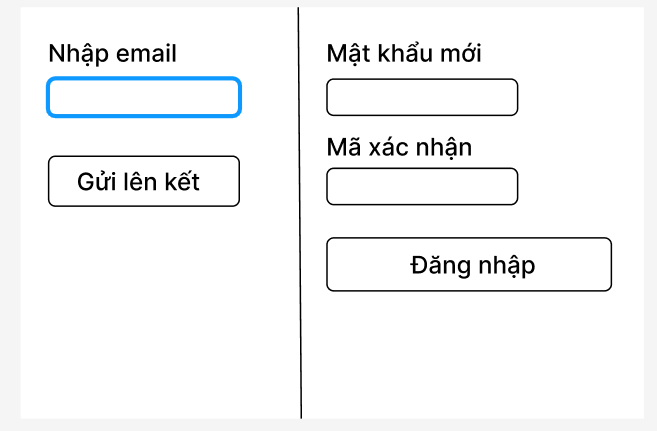 Nhập email
Gửi lên kết
Mật khẩu mới
Mã xác nhận
Đăng nhập